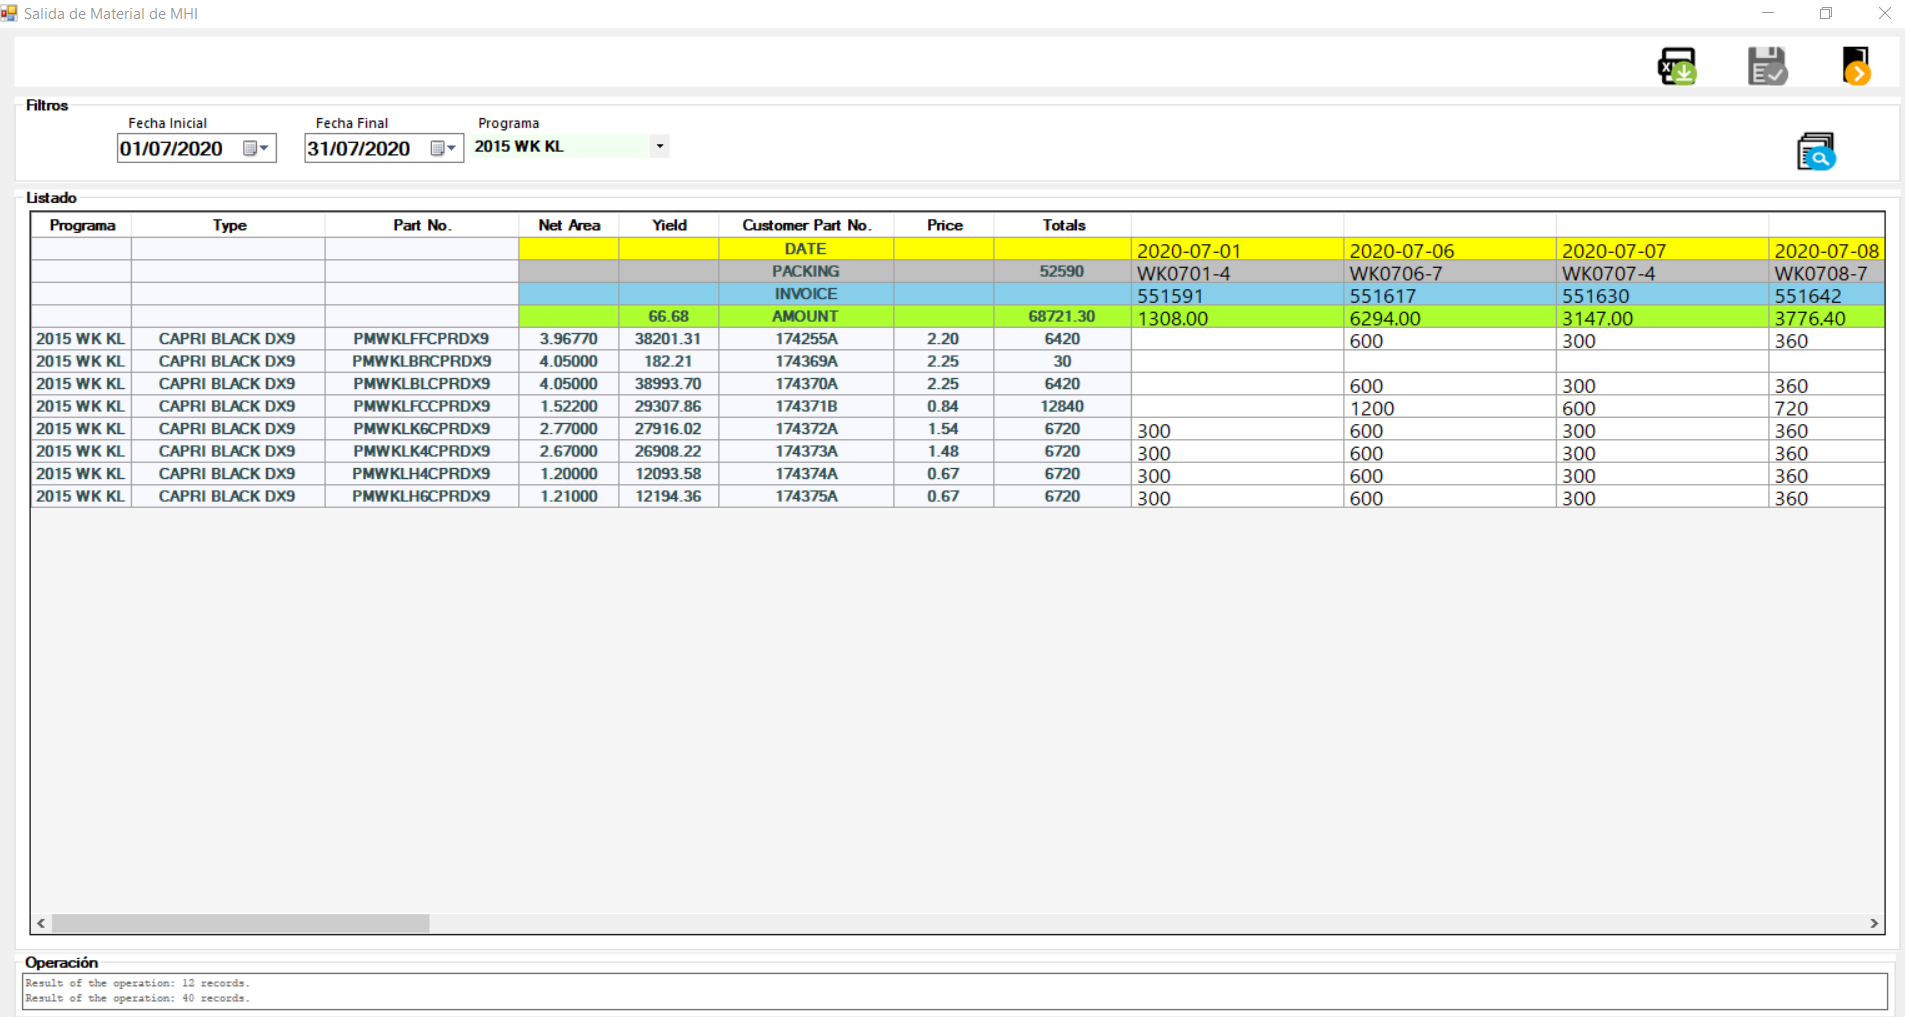 Salida de Material de MHI
Filtros
Fecha Inicial Fecha Final Programa
01/07/2020 31/07/2020 2015 WK KL
Listado
Programa Type Part No. Net Area Yield Customer Part No. Price Totals
DATE 2020-07-01 2020-07-06 2020-07-07 2020-07-08
PACKING 52590 WK0701-4 WK0706-7 WK0707-4 WK0708-7
INVOICE 551591 551617 551630 551642
66.68 AMOUNT 68721.30 1308.00 6294.00 3147.00 3776.40
2015 WK KL CAPRI BLACK DX9 PMWKLFFCPRDX9 3.96770 38201.31 174255A 2.20 6420 600 300 360
2015 WK KL CAPRI BLACK DX9 PMWKLBRCPRDX9 4.05000 182.21 174369A 2.25 30
2015 WK KL CAPRI BLACK DX9 PMWKLBLCPRDX9 4.05000 38993.70 174370A 2.25 6420 600 300 360
2015 WK KL CAPRI BLACK DX9 PMWKLFCCPRDX9 1.52200 29307.86 174371B 0.84 12840 1200 600 720
2015 WK KL CAPRI BLACK DX9 PMWKLK6CPRDX9 2.77000 27916.02 174372A 1.54 6720 300 600 300 360
2015 WK KL CAPRI BLACK DX9 PMWKLK4CPRDX9 2.67000 26908.22 174373A 1.48 6720 300 600 300 360
2015 WK KL CAPRI BLACK DX9 PMWKLH4CPRDX9 1.20000 12093.58 174374A 0.67 6720 300 600 300 360
2015 WK KL CAPRI BLACK DX9 PMWKLH6CPRDX9 1.21000 12194.36 174375A 0.67 6720 300 600 300 360
Operación
Result of the operation: 12 records.
Result of the operation: 40 records.